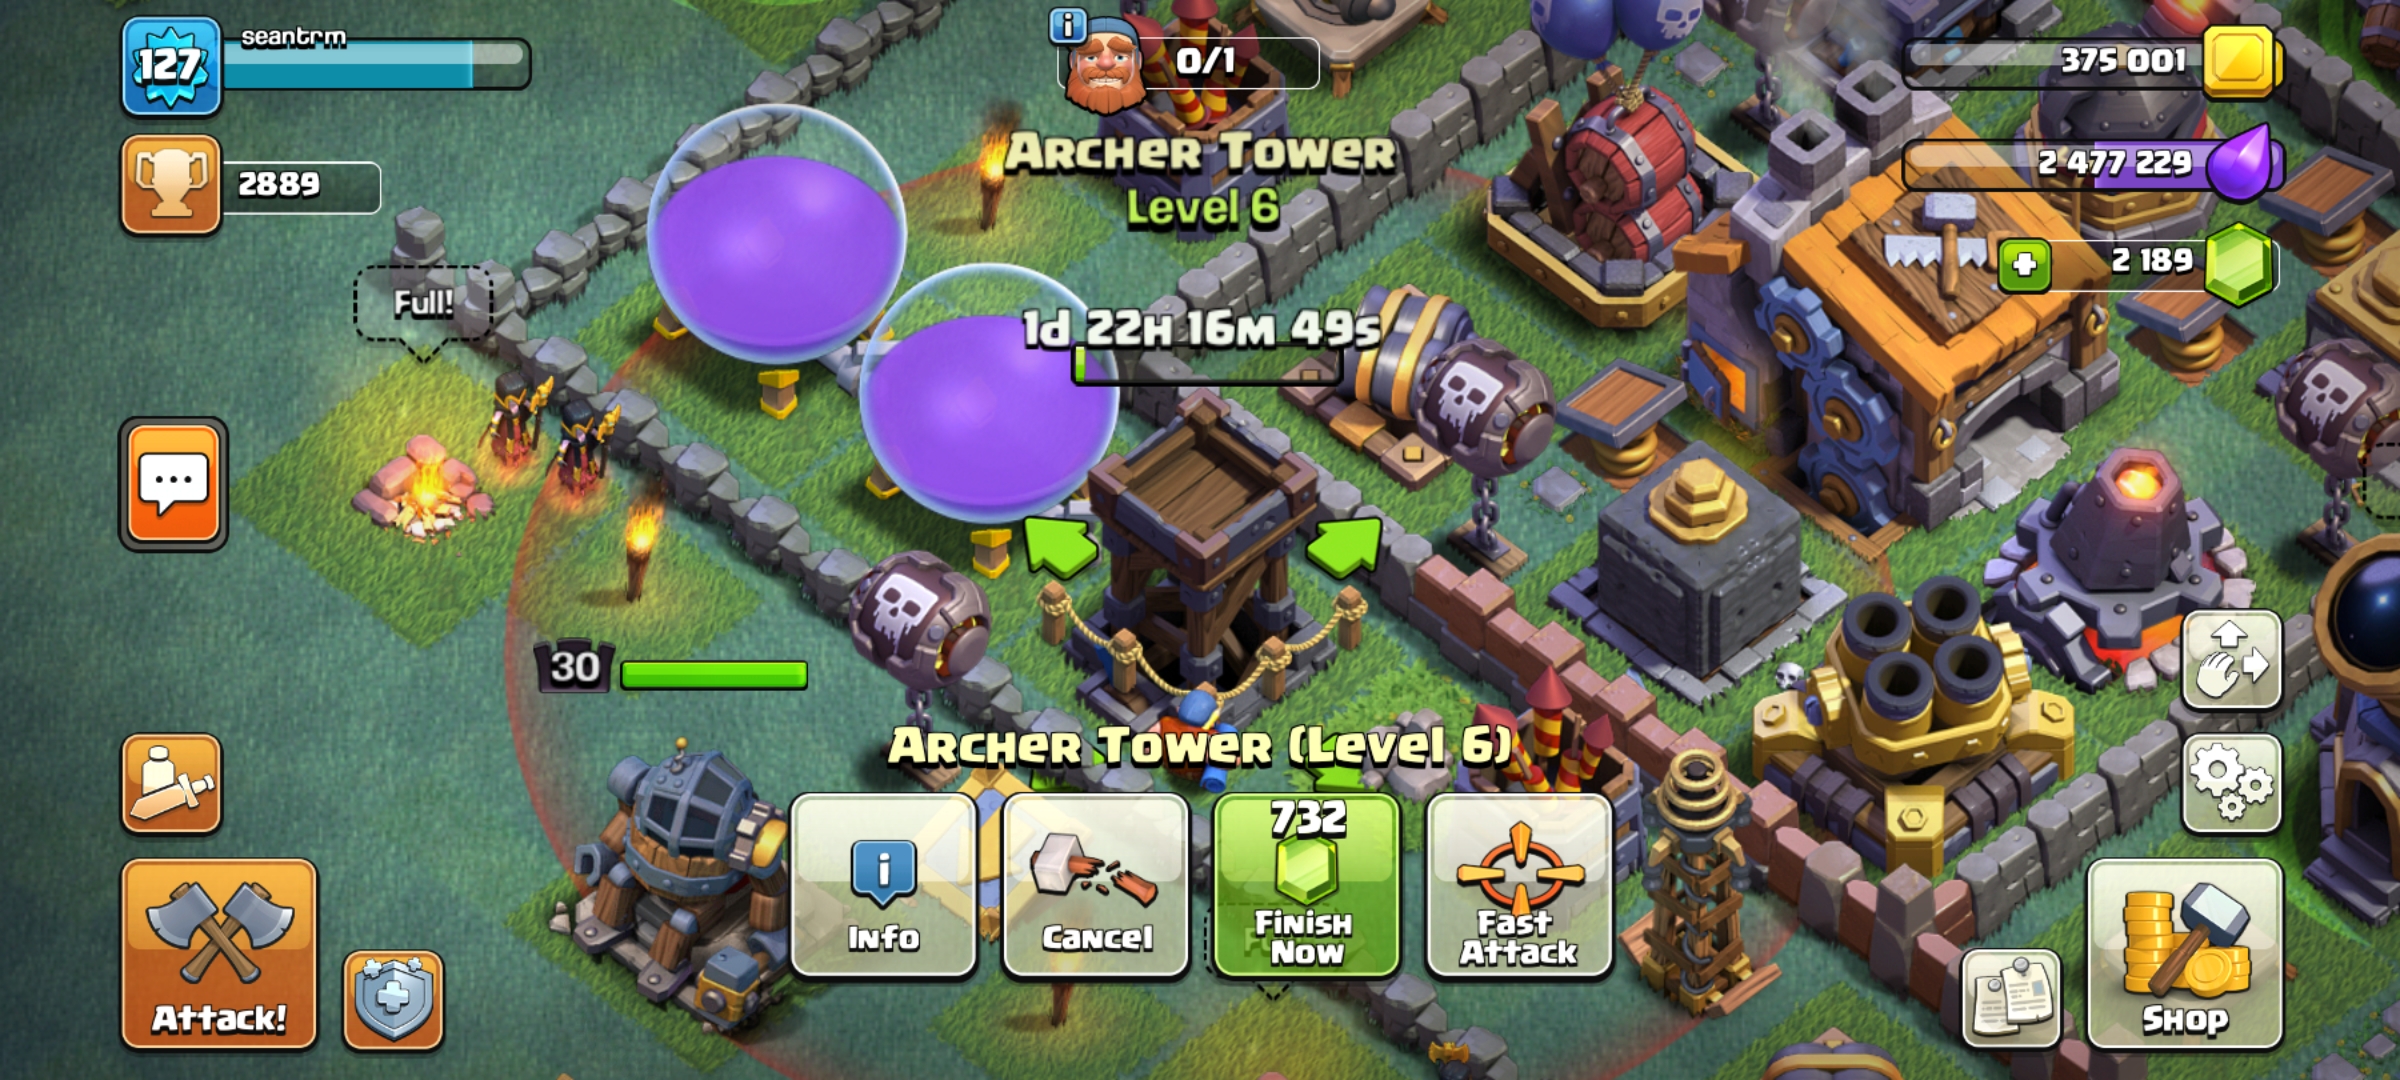 127
seantrm
0/1
375 001
2889
Archer Tower
Level 6
2 477 229
2 189
Full!
1d 22h 16m 49s
30
Archer Tower (Level 6)
Info
Cancel
732
Finish
Now
Fast
Attack
Attack!
Shop